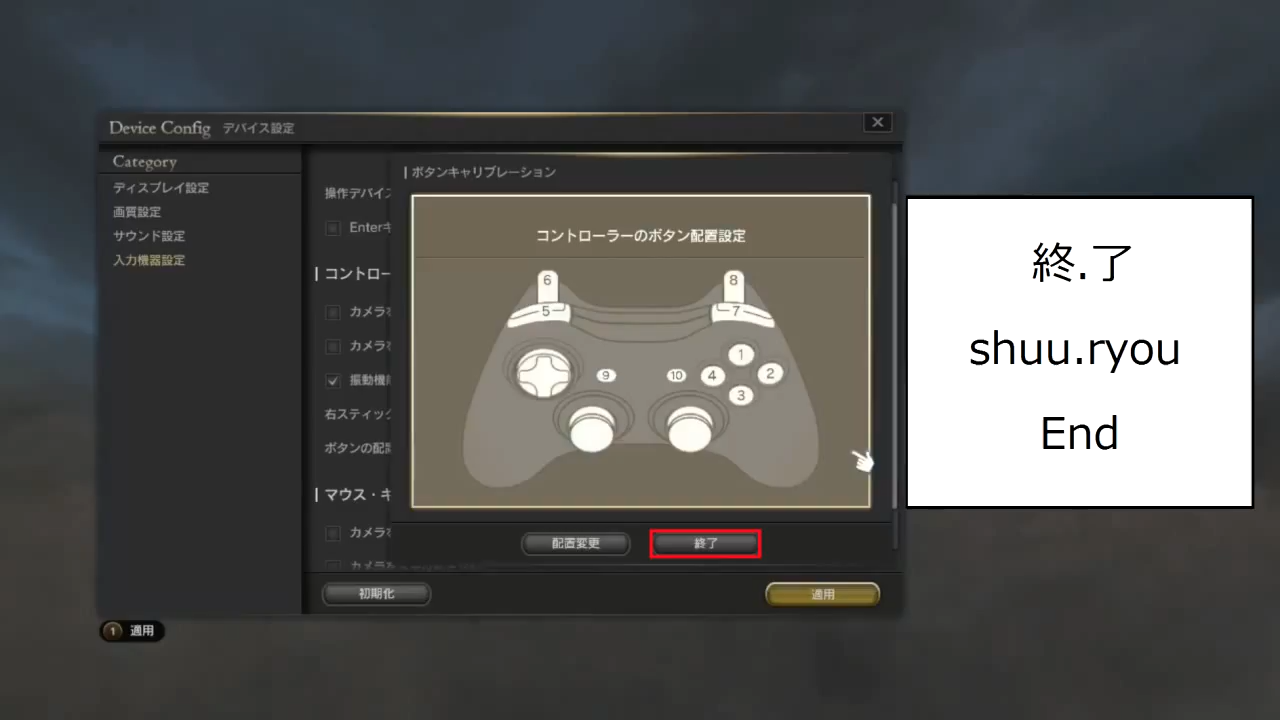 Device Config デバイス設定
Category
ディスプレイ設定
画質設定
サウンド設定
入力機器設定
操作デバイス
Enterキ
コントロー
カメラを
カメラを
振動機能
右スティック
ボタンの配置
マウス・キ
カメラを
ボタンキャリブレーション
コントローラーのボタン配置設定
6
8
5
7
1
9
10
4
2
3
配置変更
終了
初期化
適用
1 適用
終.了
shuu.ryou
End